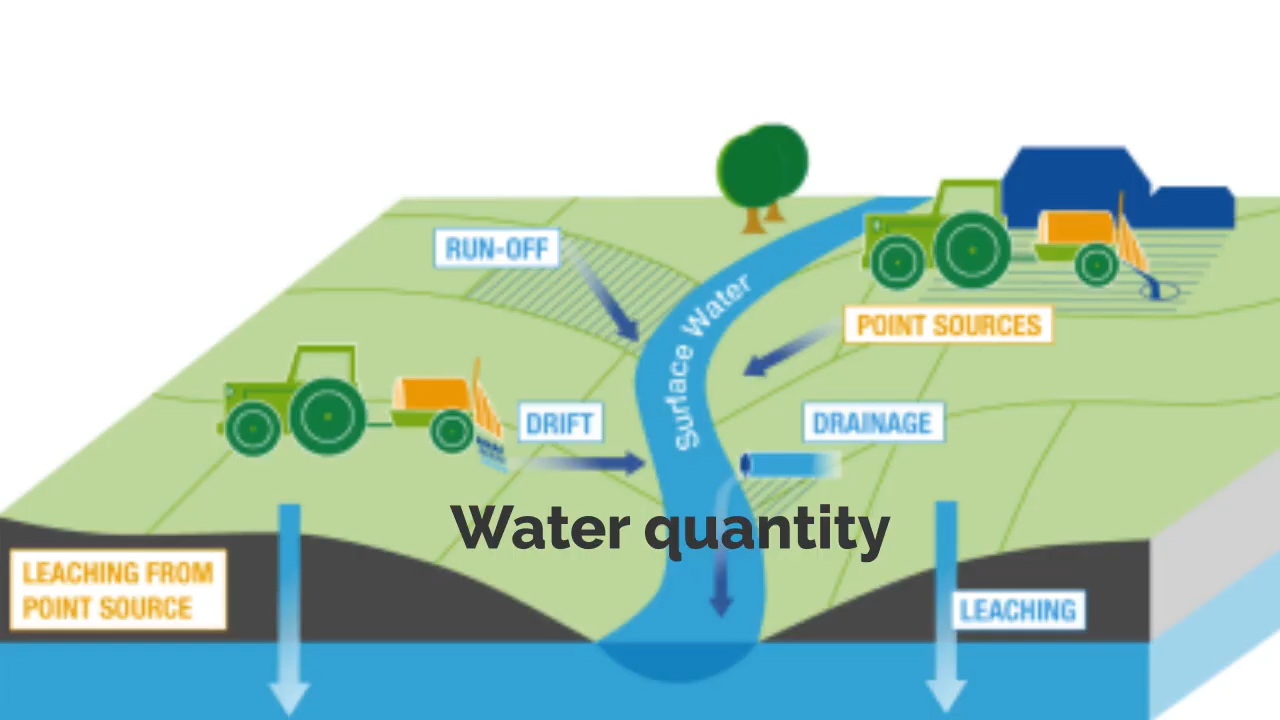 RUN-OFF
Surface Water
POINT SOURCES
DRIFT
DRAINAGE
Water quantity
LEACHING FROM
POINT SOURCE
LEACHING